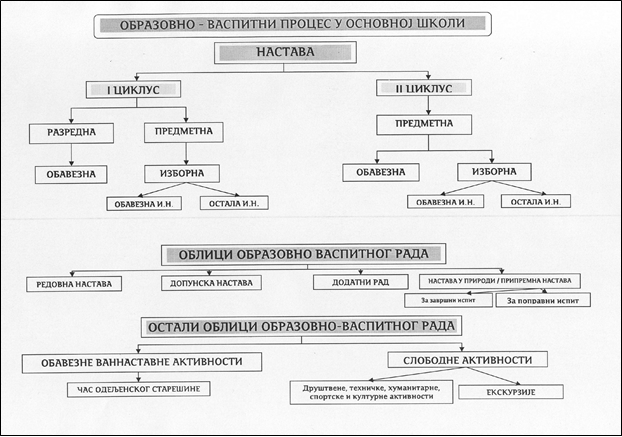 ОБРАЗОВНО - ВАСПИТНИ ПРОЦЕС У ОСНОВНОЈ ШКОЛИ
НАСТАВА
I ЦИКЛУС
II ЦИКЛУС
РАЗРЕДНА
ПРЕДМЕТНА
ПРЕДМЕТНА
ОБАВЕЗНА
ИЗБОРНА
ОБАВЕЗНА
ИЗБОРНА
ОБАВЕЗНА И.Н.
ОСТАЛА И.Н.
ОБАВЕЗНА И.Н.
ОСТАЛА И.Н.
ОБЛИЦИ ОБРАЗОВНО ВАСПИТНОГ РАДА
РЕДОВНА НАСТАВА
ДОПУНСКА НАСТАВА
ДОДАТНИ РАД
НАСТАВА У ПРИРОДИ / ПРИПРЕМНА НАСТАВА
За завршни испит
За поправни испит
ОСТАЛИ ОБЛИЦИ ОБРАЗОВНО-ВАСПИТНОГ РАДА
ОБАВЕЗНЕ ВАННАСТАВНЕ АКТИВНОСТИ
СЛОБОДНЕ АКТИВНОСТИ
ЧАС ОДЕЉЕНСКОГ СТАРЕШИНЕ
Друштвене, техничке, хуманитарне,
спортске и културне активности
ЕКСКУРЗИЈЕ